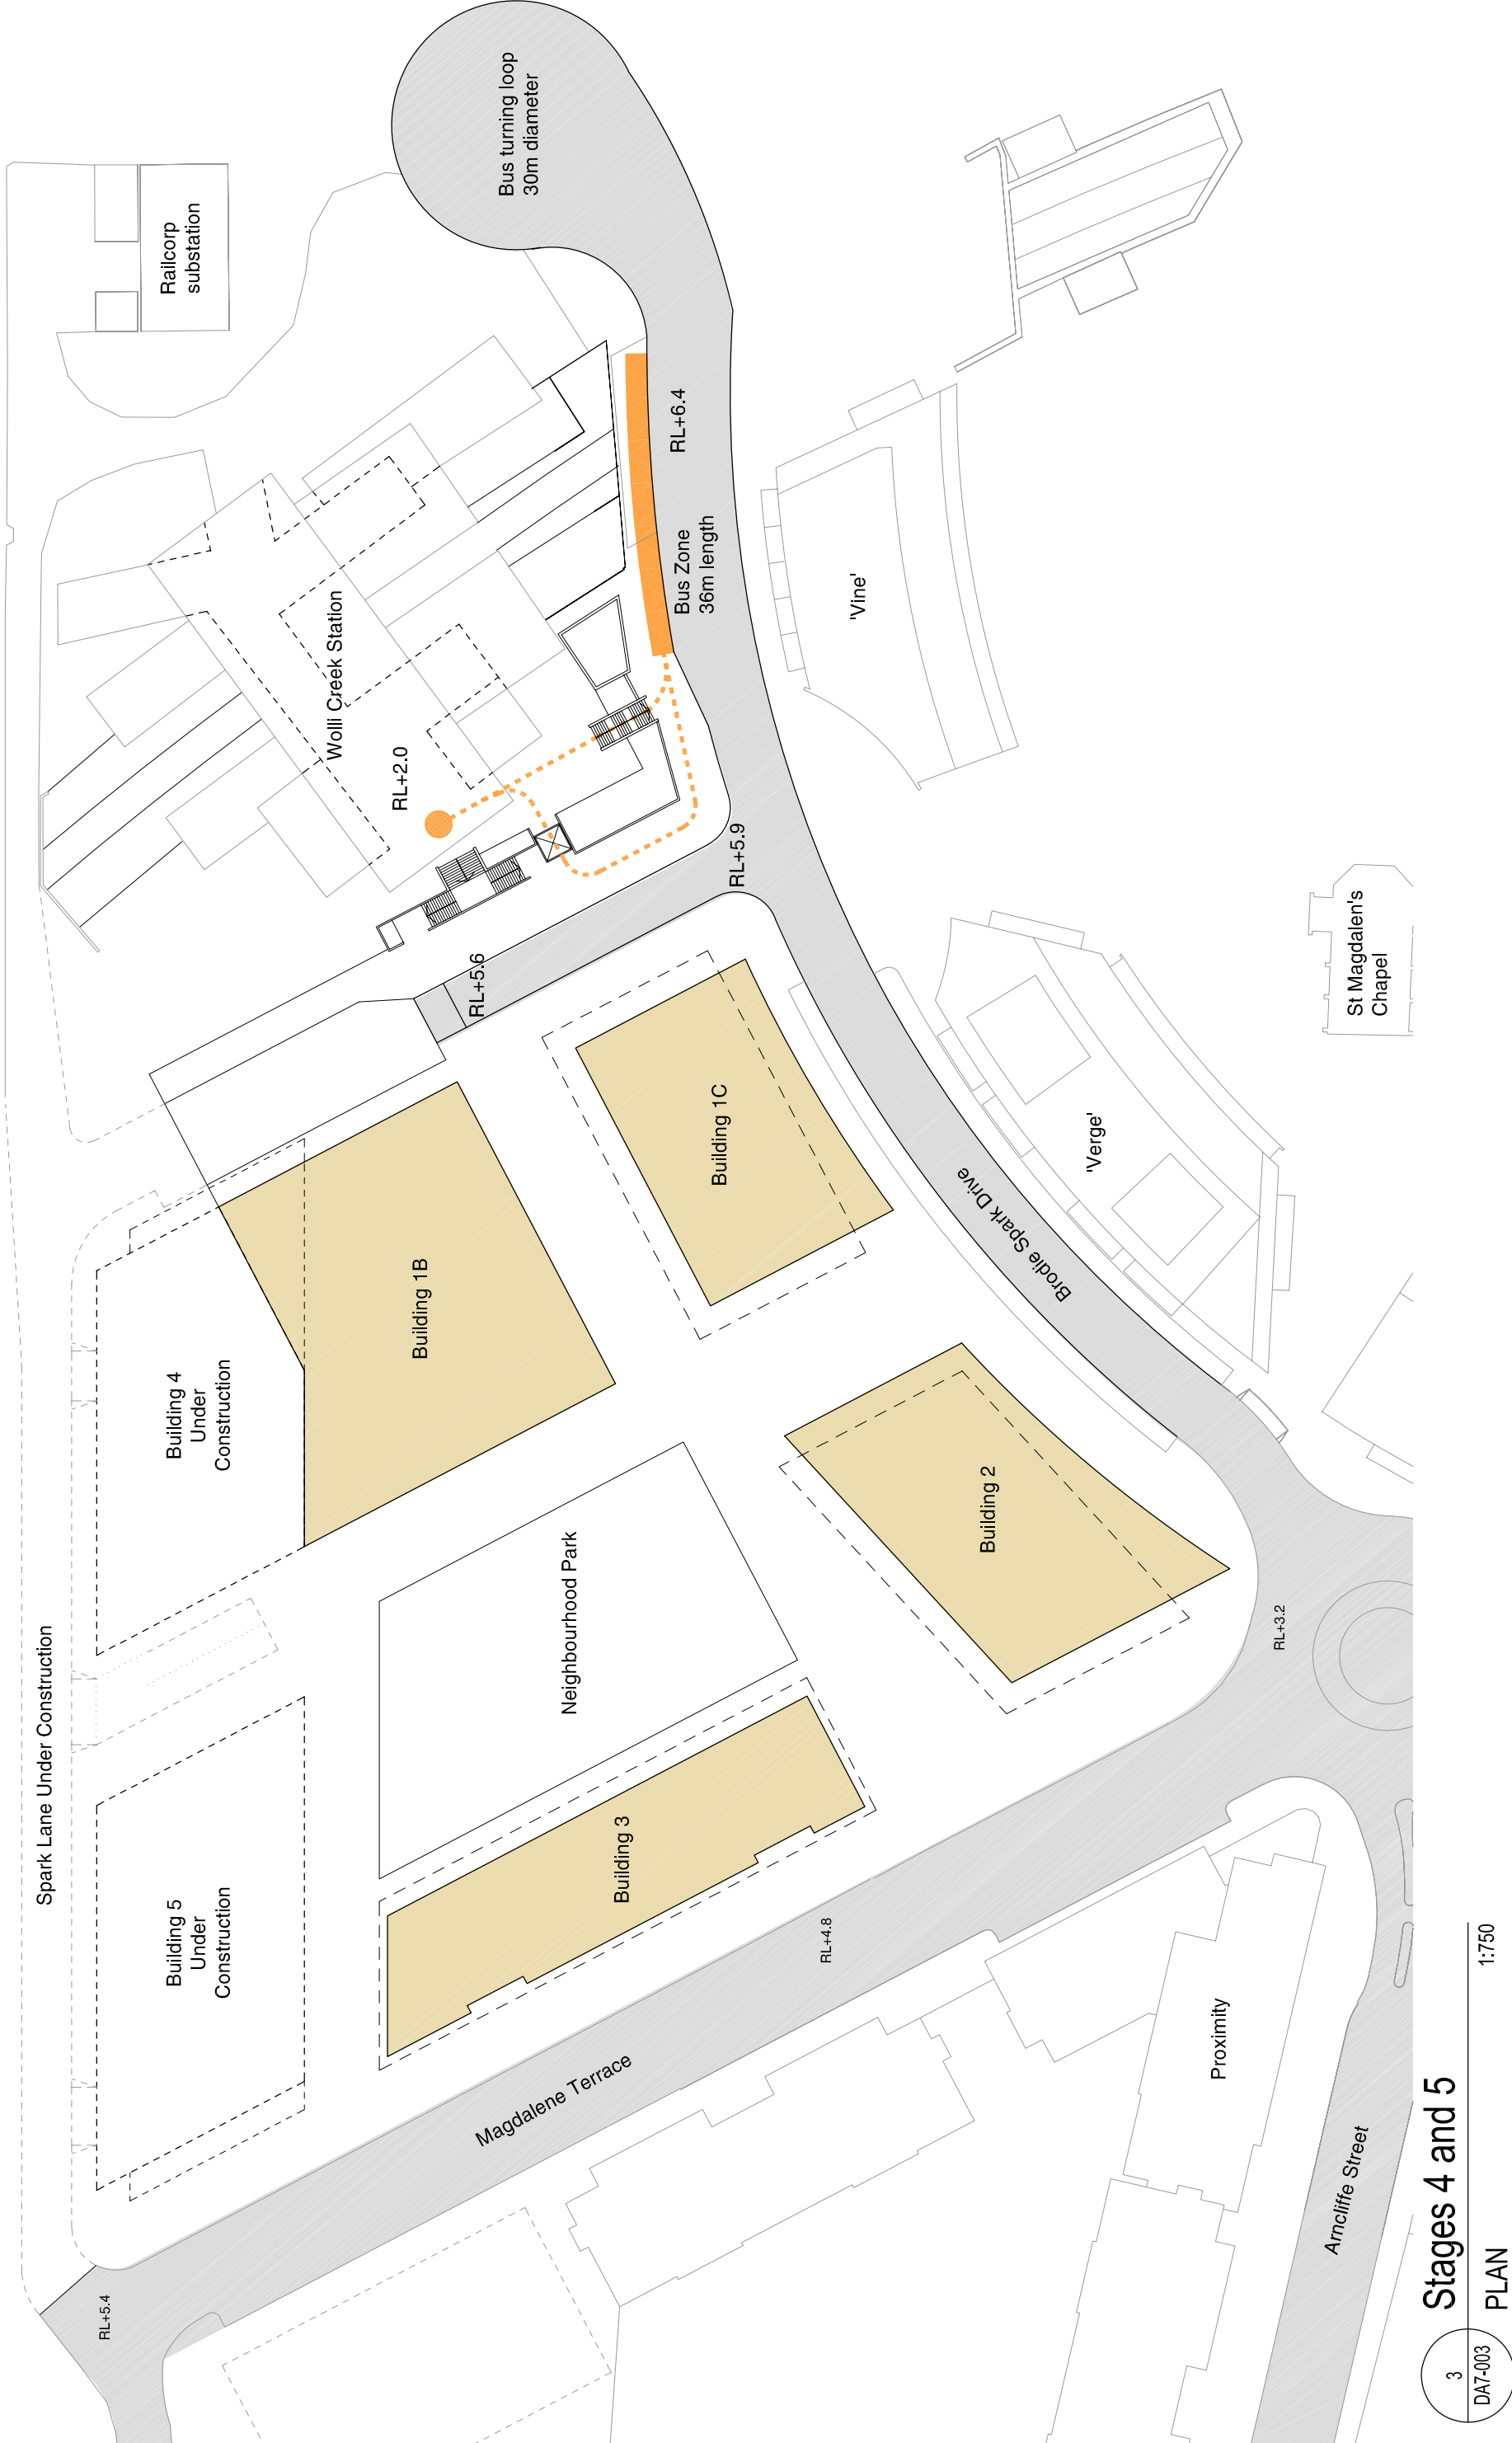 Spark Lane Under Construction
Building 5
Under
Construction
Building 4
Under
Construction
Railcorp
substation
Wolli Creek Station
RL+2.0
RL+5.4
RL+5.6
Building 1B
Neighbourhood Park
Building 3
Magdalene Terrace
Bus turning loop
30m diameter
RL+6.4
Bus Zone
36m length
RL+5.9
Building 1C
RL+4.8
'Vine'
Building 2
Brodie Spark Drive
'Verge'
RL+3.2
Proximity
St Magdalen's
Chapel
Arncliffe Street
3
DA7-003
Stages 4 and 5
PLAN
1:750